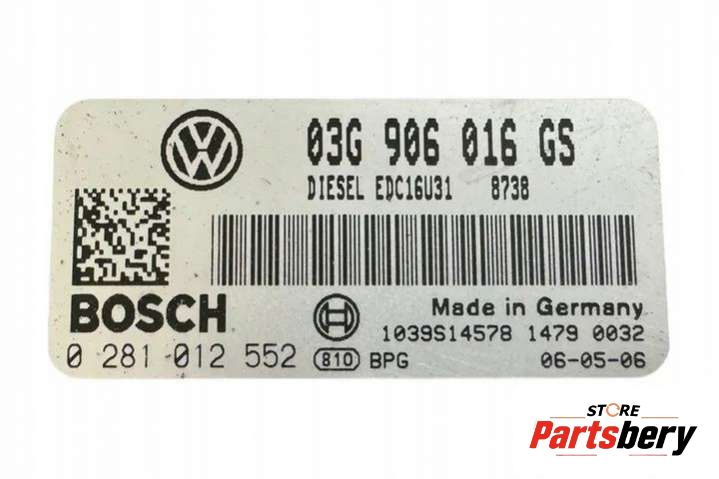 03G 906 016 GS
DIESEL EDC16U31 8738
BOSCH
Made in Germany
1039S14578 1479 0032
0 281 012 552 810 BPG 06-05-06
STORE
Partsbery